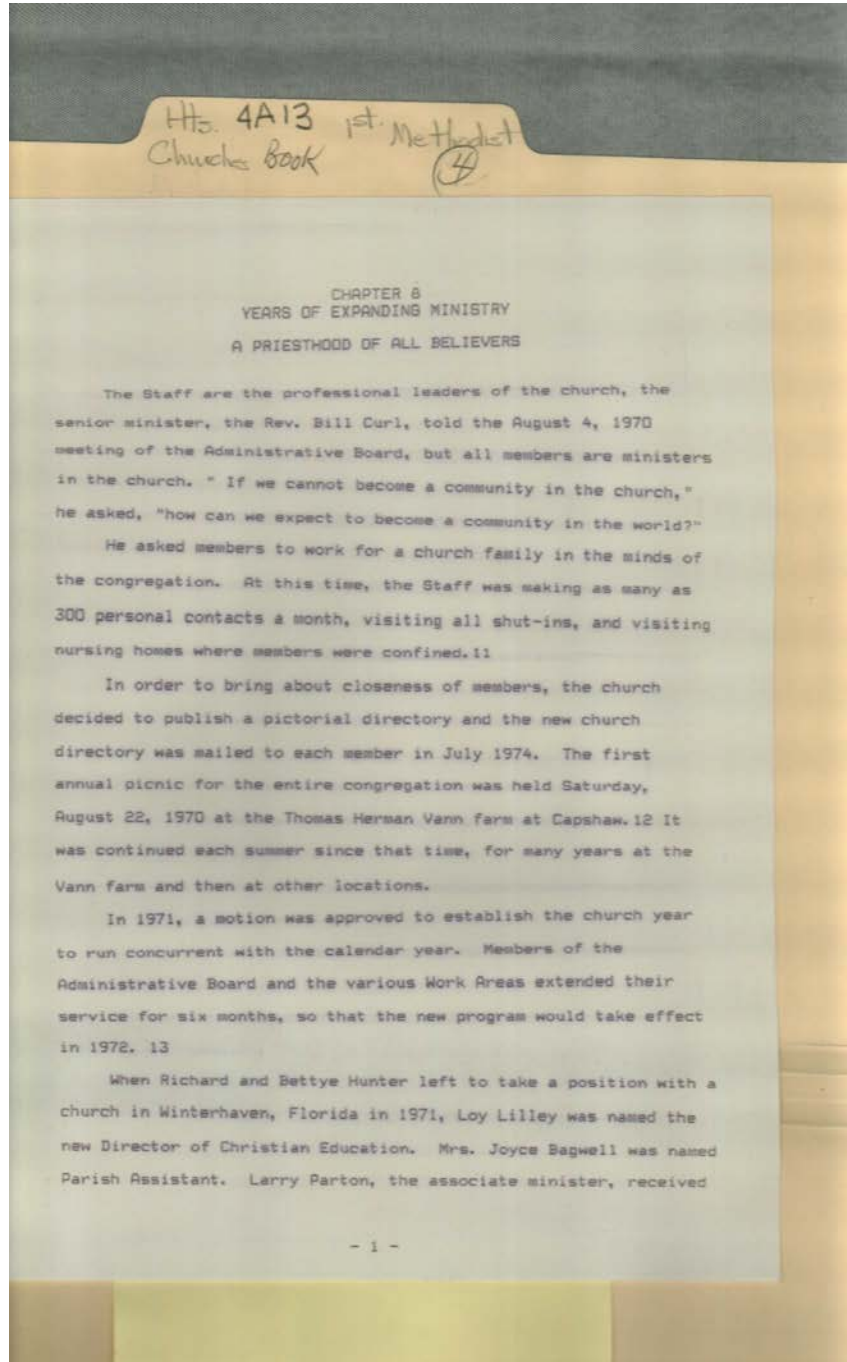 Hts. 4A13 1st. Methodist
Churches Book 4
CHAPTER 8
YEARS OF EXPANDING MINISTRY
A PRIESTHOOD OF ALL BELIEVERS
The Staff are the professional leaders of the church, the
senior minister, the Rev. Bill Curl, told the August 4, 1970
meeting of the Administrative Board, but all members are ministers
in the church. " If we cannot become a community in the church,"
he asked, "how can we expect to become a community in the world?"
He asked members to work for a church family in the minds of
the congregation. At this time, the Staff was making as many as
300 personal contacts a month, visiting all shut-ins, and visiting
nursing homes where members were confined.11
In order to bring about closeness of members, the church
decided to publish a pictorial directory and the new church
directory was mailed to each member in July 1974. The first
annual picnic for the entire congregation was held Saturday,
August 22, 1970 at the Thomas Herman Vann farm at Capshaw.12 It
was continued each summer since that time, for many years at the
Vann farm and then at other locations.
In 1971, a motion was approved to establish the church year
to run concurrent with the calendar year. Members of the
Administrative Board and the various Work Areas extended their
service for six months, so that the new program would take effect
in 1972. 13
When Richard and Bettye Hunter left to take a position with a
church in Winterhaven, Florida in 1971, Loy Lilley was named the
new Director of Christian Education. Mrs. Joyce Bagwell was named
Parish Assistant. Larry Parton, the associate minister, received
- 1 -